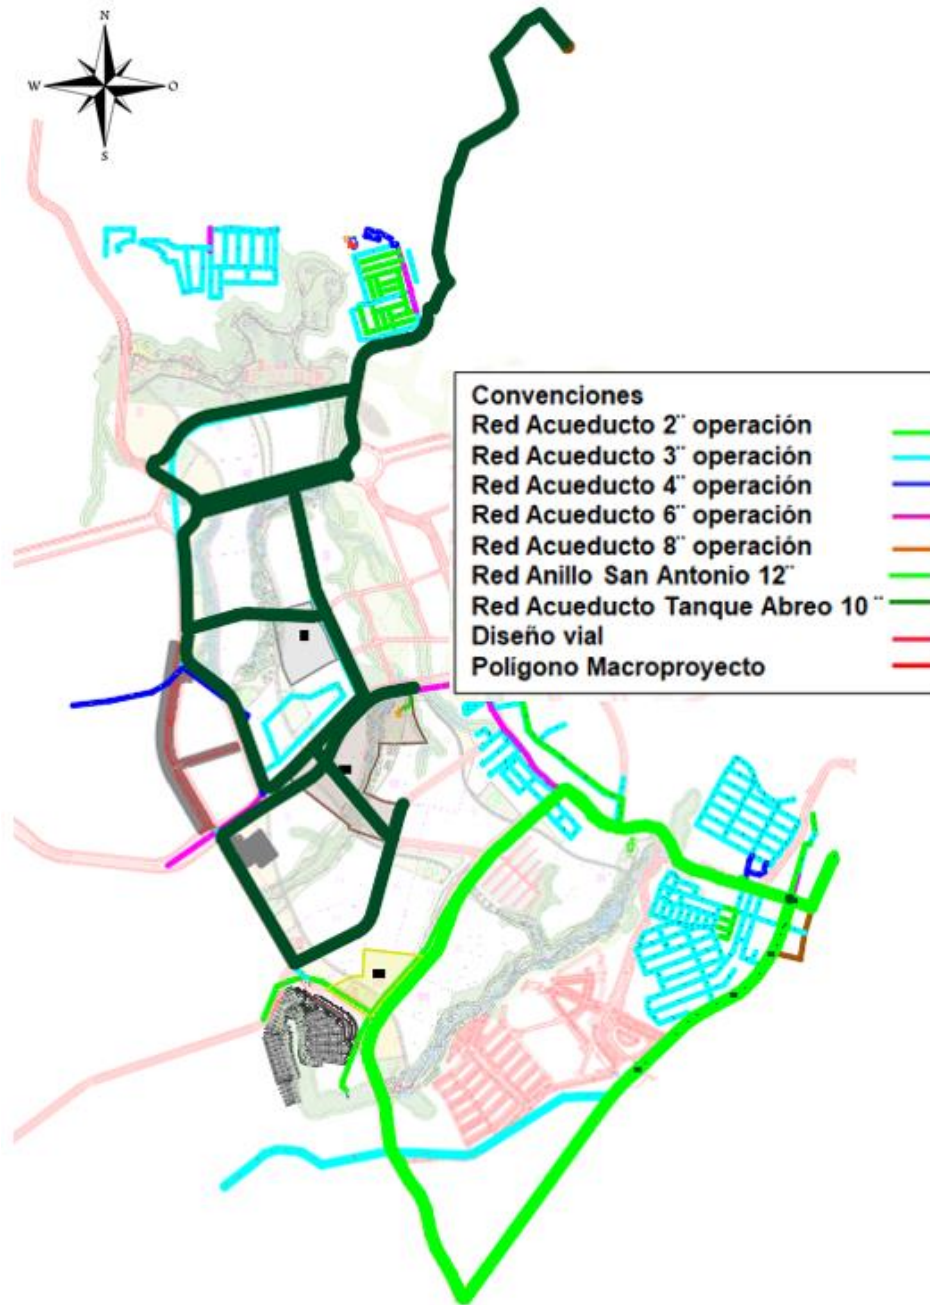 N
W
O
S
Convenciones
Red Acueducto 2¨ operación
Red Acueducto 3¨ operación
Red Acueducto 4¨ operación
Red Acueducto 6¨ operación
Red Acueducto 8¨ operación
Red Anillo San Antonio 12¨
Red Acueducto Tanque Abreo 10 ¨
Diseño vial
Polígono Macroproyecto